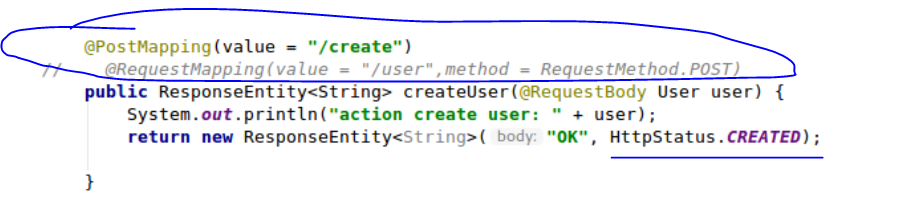 @PostMapping(value = "/create")
// @RequestMapping(value = "/user",method = RequestMethod.POST)
public ResponseEntity<String> createUser(@RequestBody User user) {
System.out.println("action create user: " + user);
return new ResponseEntity<String>( body: "OK", HttpStatus.CREATED);
}